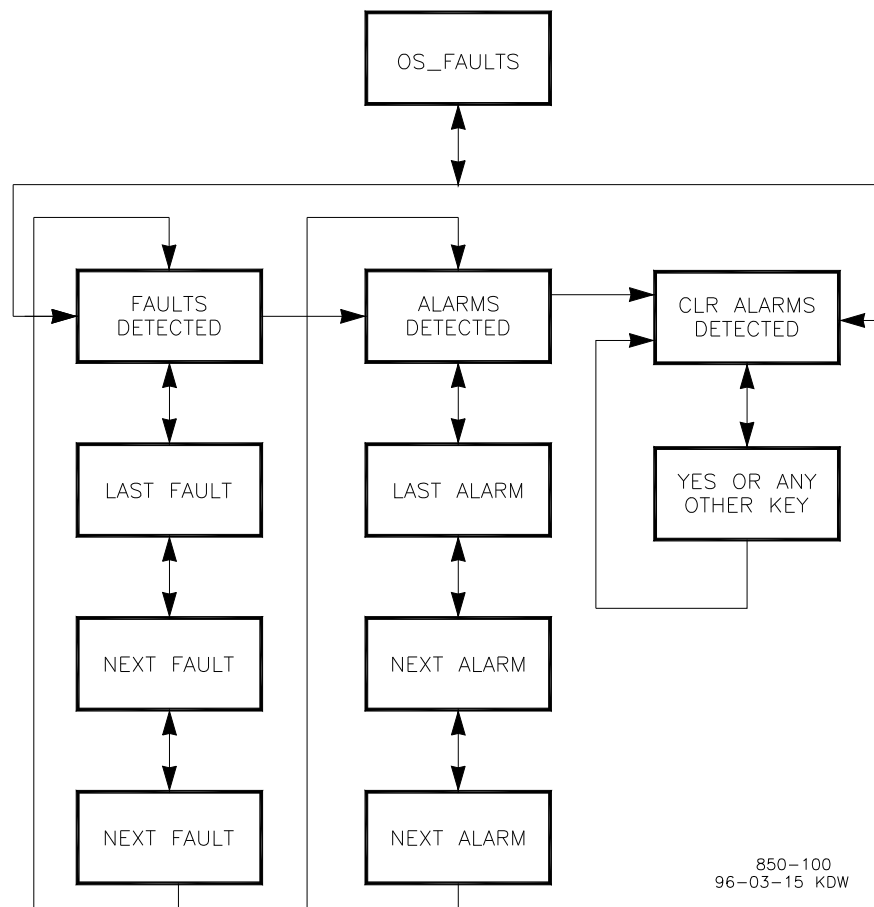 OS_FAULTS
FAULTS
DETECTED
ALARMS
DETECTED
CLR ALARMS
DETECTED
LAST FAULT
LAST ALARM
YES OR ANY
OTHER KEY
NEXT FAULT
NEXT ALARM
NEXT FAULT
NEXT ALARM
850-100
96-03-15 KDW